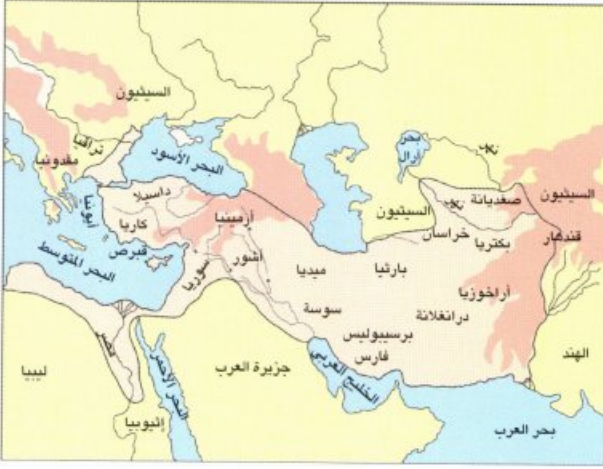 السيثيون
تراقيا
مقدونيا
البحر الأسود
بحر
آرال
السيثيون
صغديانة
السيثيون
أيونيا
داسيلا
كاريا
أرمينيا
خراسان
بكتريا
قندهار
قبرص
البحر المتوسط
سوريا
أشور
ميديا
بارثيا
أراخوزيا
سوسة
درانغلانة
برسيبوليس
فارس
مصر
ليبيا
البحر الأحمر
جزيرة العرب
الخليج العربي
الهند
إثيوبيا
بحر العرب